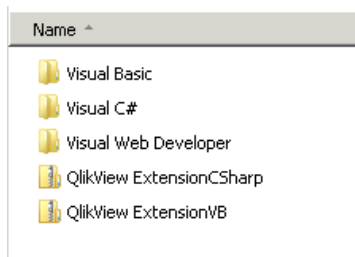 Name
Visual Basic
Visual C#
Visual Web Developer
QlikView ExtensionCSharp
QlikView ExtensionVB